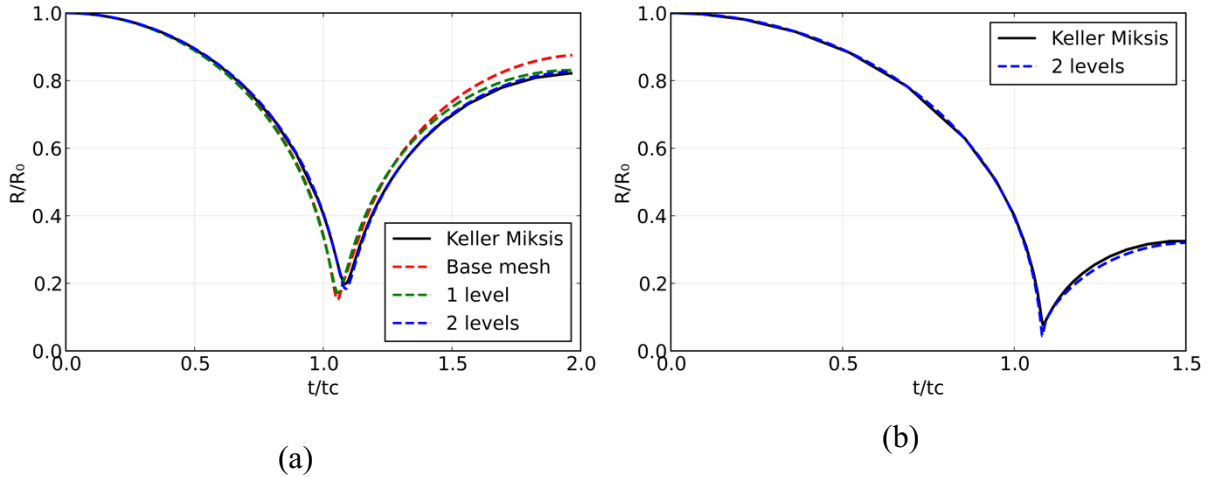 1.0
0.8
0.6
0.4
0.2
0.0
R/R₀
0.0 0.5 1.0 1.5 2.0
t/tc
Keller Miksis
Base mesh
1 level
2 levels
(a)
1.0
0.8
0.6
0.4
0.2
0.0
R/R₀
0.0 0.5 1.0 1.5
t/tc
Keller Miksis
2 levels
(b)